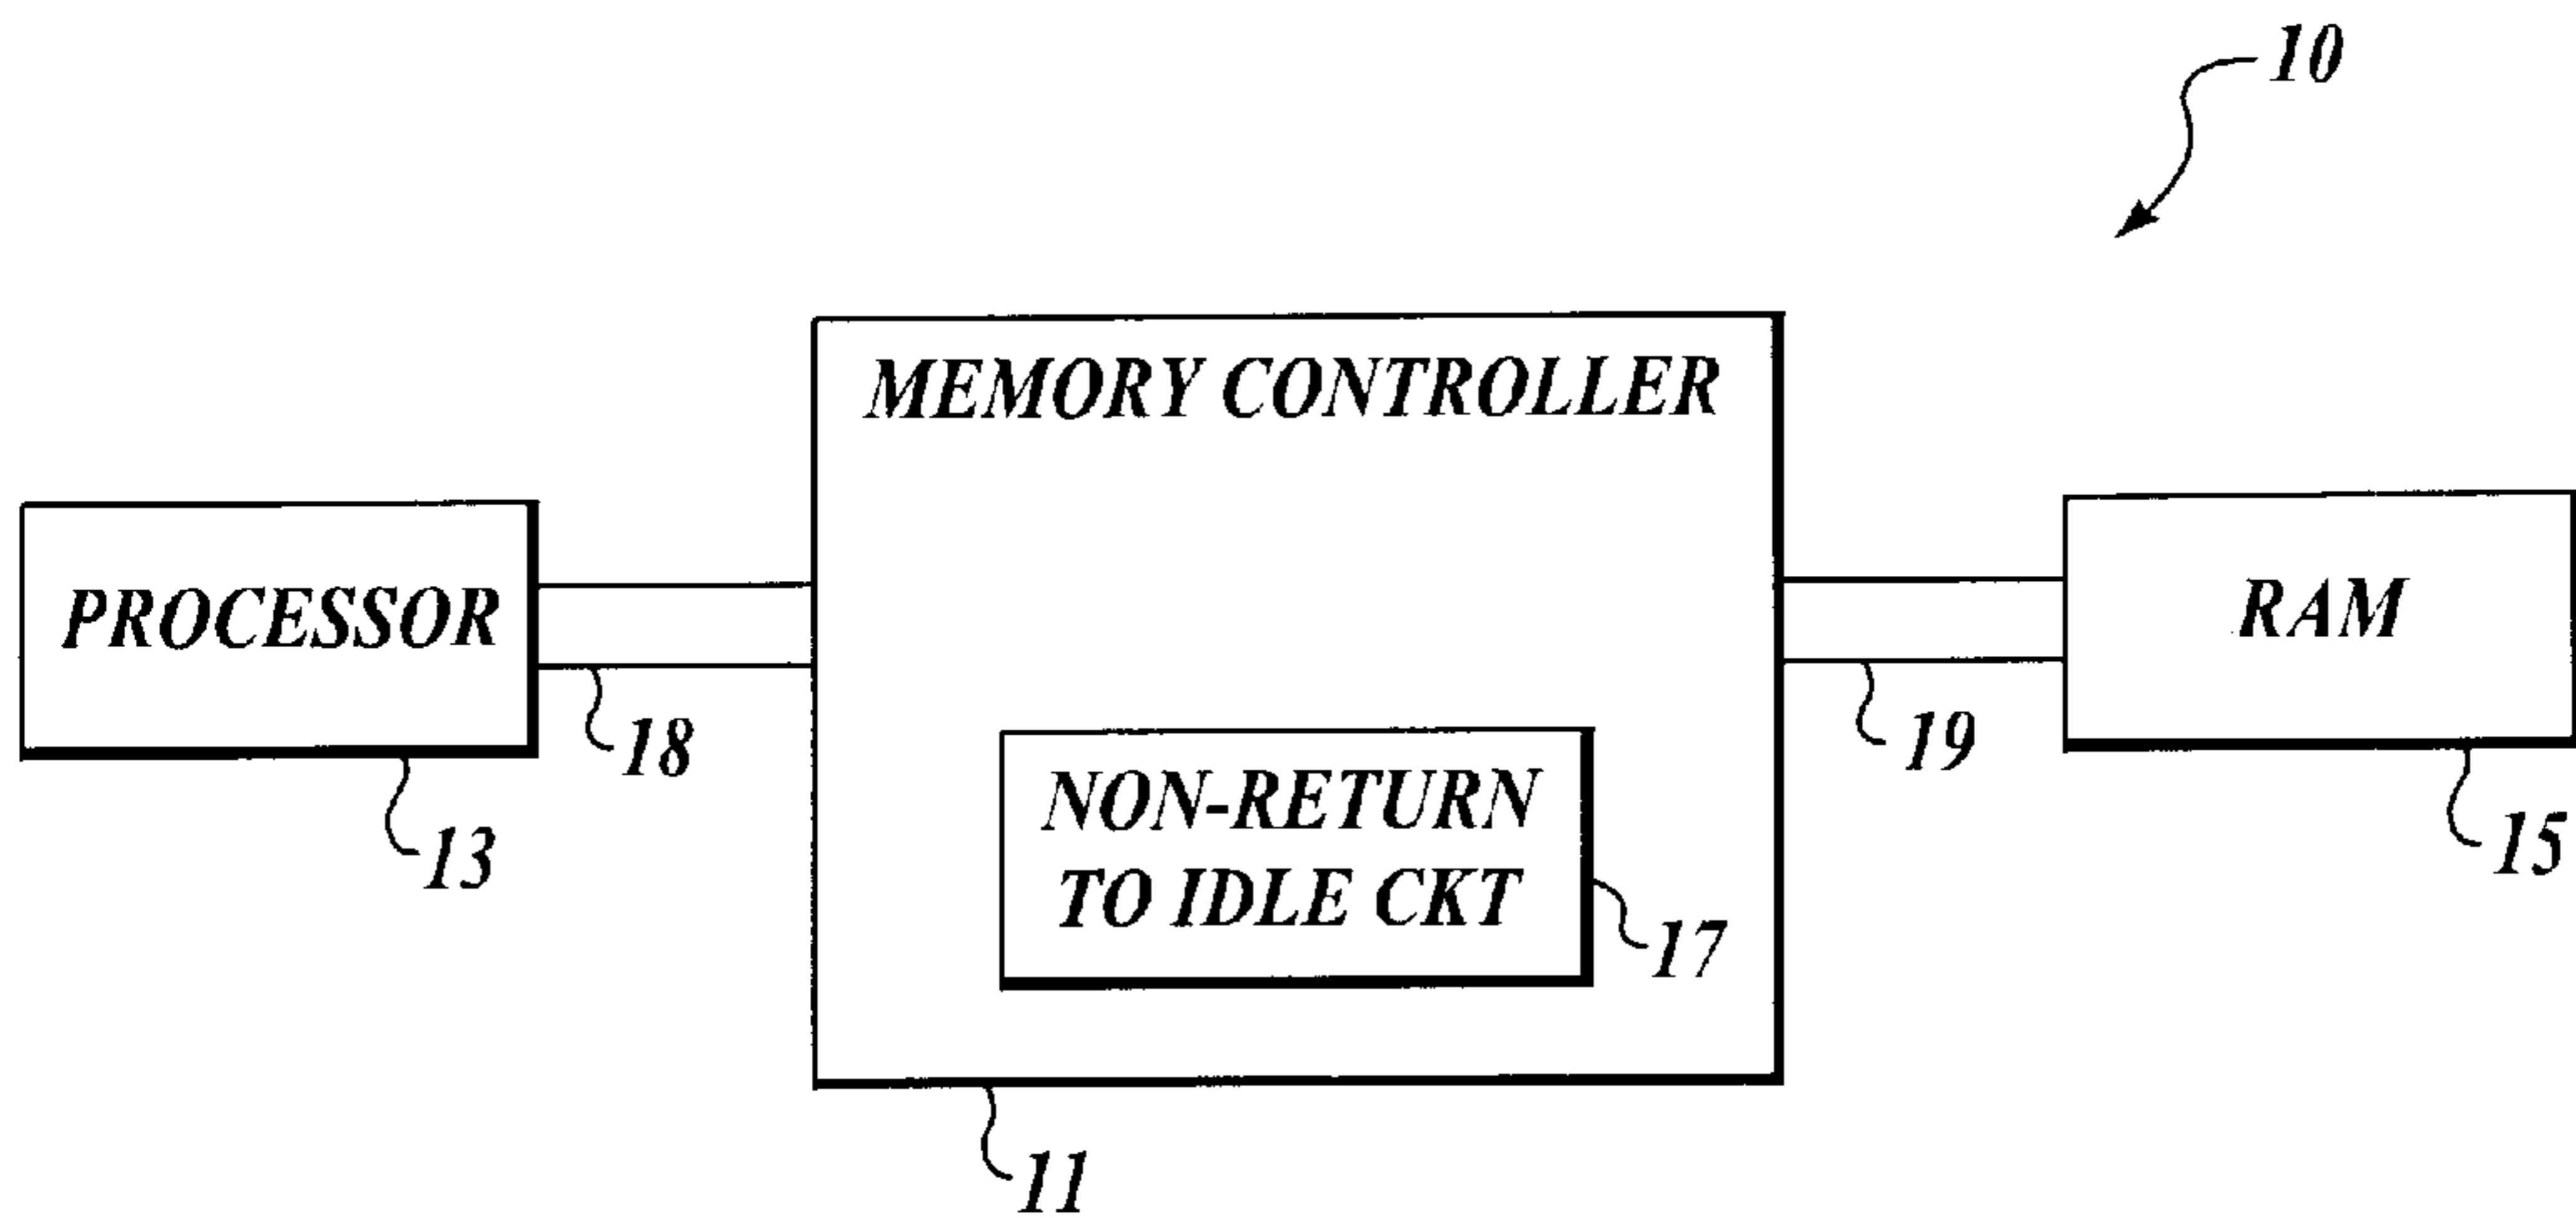 10
MEMORY CONTROLLER
PROCESSOR
RAM
18
19
NON-RETURN
TO IDLE CKT
13
15
17
11